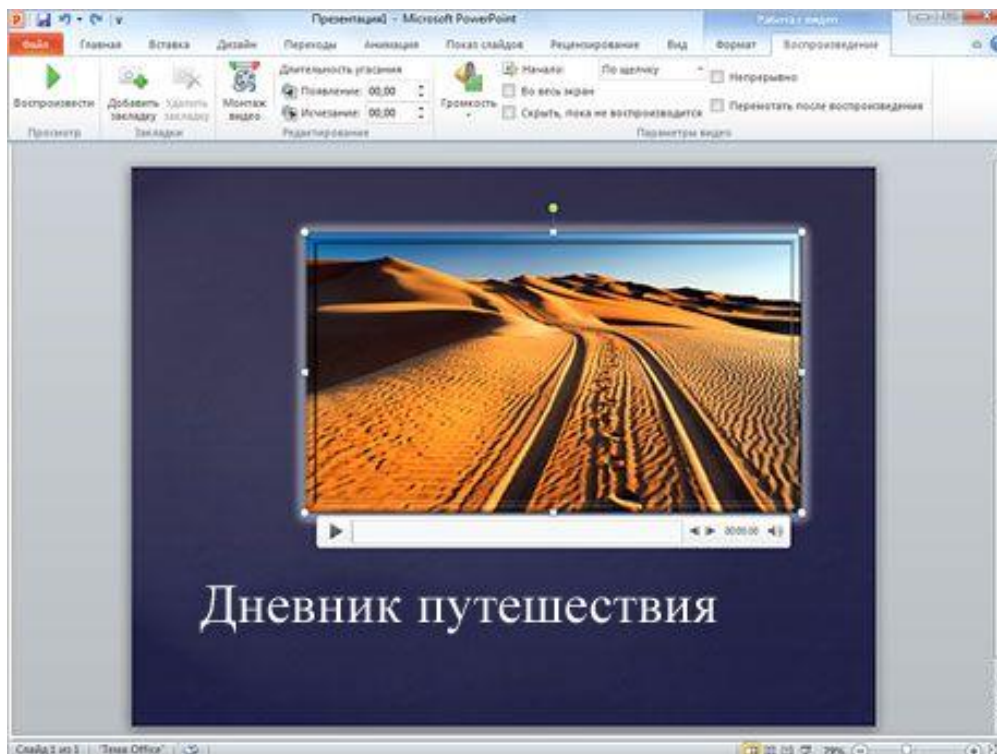 Презентация1 - Microsoft PowerPoint
Работа с видео
Файл Главная Вставка Дизайн Переходы Анимация Показ слайдов Рецензирование Вид Формат Воспроизведение
Воспроизвести
Просмотр
Добавить закладку
Удалить закладку
Закладки
Монтаж видео
Длительность угасания
Появление: 00,00
Исчезание: 00,00
Редактирование
Громкость
Начало: По щелчку
Во весь экран
Скрыть, пока не воспроизводится
Непрерывно
Перемотать после воспроизведения
Параметры видео
00:00.00
Дневник путешествия
Слайд 1 из 1 "Тема Office" 79%